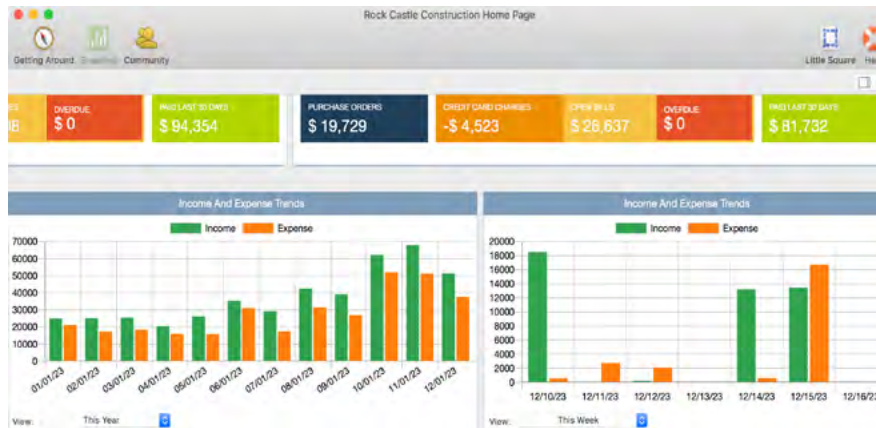 Rock Castle Construction Home Page
Getting Around Snapshot Community Little Square
OVERDUE PAID LAST 30 DAYS PURCHASE ORDERS CREDIT CARD CHARGES OPEN BILLS OVERDUE PAID LAST 30 DAYS
$ 0 $ 94,354 $ 19,729 -$ 4,523 $ 28,637 $ 0 $ 81,732
Income And Expense Trends
Income Expense
70000
60000
50000
40000
30000
20000
10000
0
01/01/23 02/01/23 03/01/23 04/01/23 05/01/23 06/01/23 07/01/23 08/01/23 09/01/23 10/01/23 11/01/23 12/01/23
View: This Year
Income And Expense Trends
Income Expense
20000
18000
16000
14000
12000
10000
8000
6000
4000
2000
0
12/10/23 12/11/23 12/12/23 12/13/23 12/14/23 12/15/23 12/16/23
View: This Week